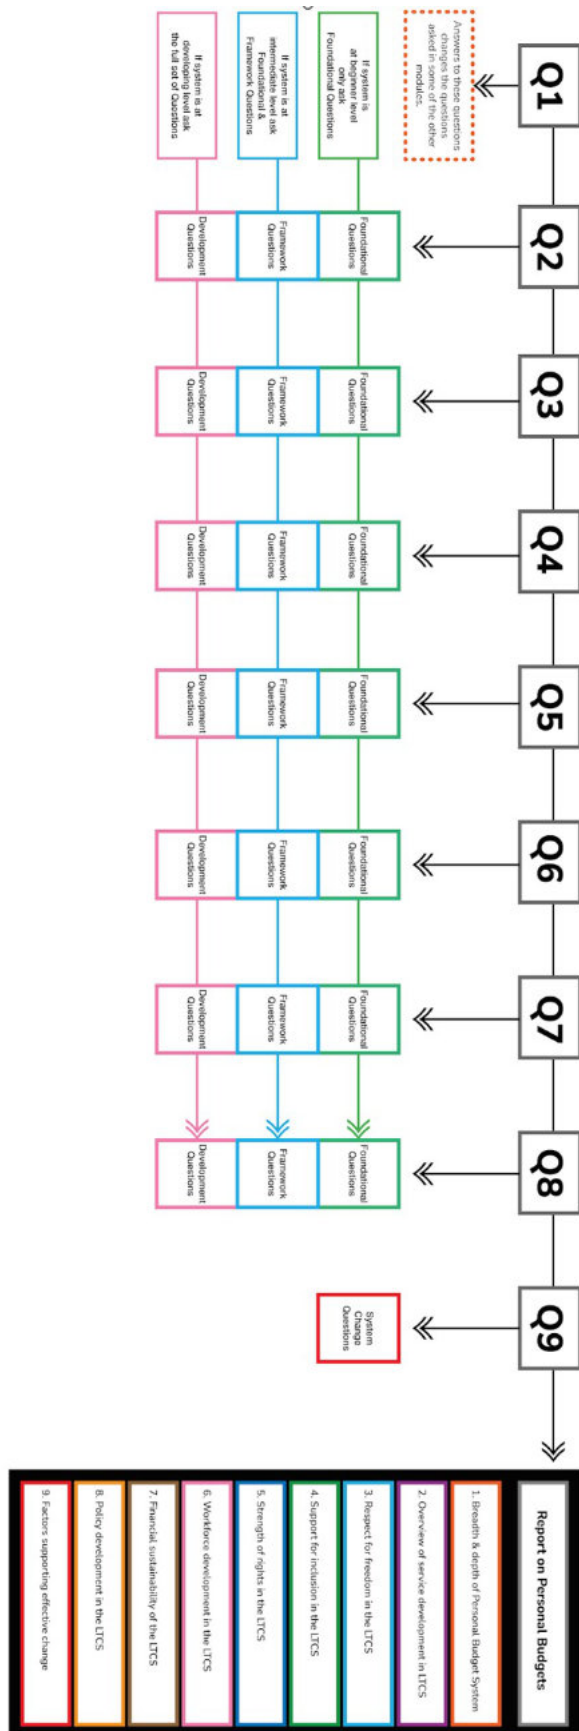 Q1
Q2
Q3
Q4
Q5
Q6
Q7
Q8
Q9
Answers to these questions
changes the questions
asked in some of the other
modules.
If system is
at beginner level
only ask
Foundational Questions
Foundational
Questions
Foundational
Questions
Foundational
Questions
Foundational
Questions
Foundational
Questions
Foundational
Questions
Foundational
Questions
System
Change
Questions
If system is at
intermediate level ask
Foundational &
Framework Questions
Framework
Questions
Framework
Questions
Framework
Questions
Framework
Questions
Framework
Questions
Framework
Questions
Framework
Questions
If system is at
developing level ask
the full set of Questions
Development
Questions
Development
Questions
Development
Questions
Development
Questions
Development
Questions
Development
Questions
Development
Questions
Report on Personal Budgets
1. Breadth & depth of Personal Budget System
2. Overview of service development in LTCS
3. Respect for freedom in the LTCS
4. Support for inclusion in the LTCS
5. Strength of rights in the LTCS
6. Workforce development in the LTCS
7. Financial sustainability of the LTCS
8. Policy development in the LTCS
9. Factors supporting effective change